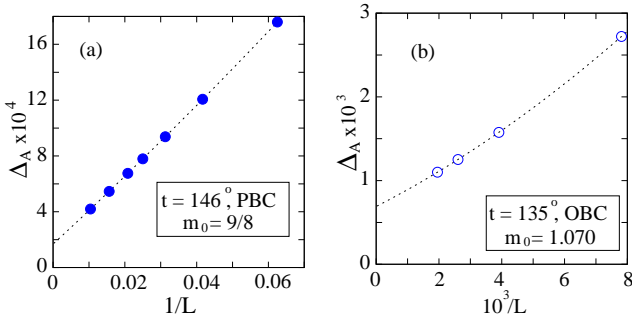 (a)
Δ_A x10^4
16
12
8
4
0
0
0.02
0.04
0.06
1/L
t = 146°, PBC
m_0 = 9/8
(b)
Δ_A x10^3
3
2
1
0
0
2
4
6
8
10^3/L
t = 135°, OBC
m_0 = 1.070